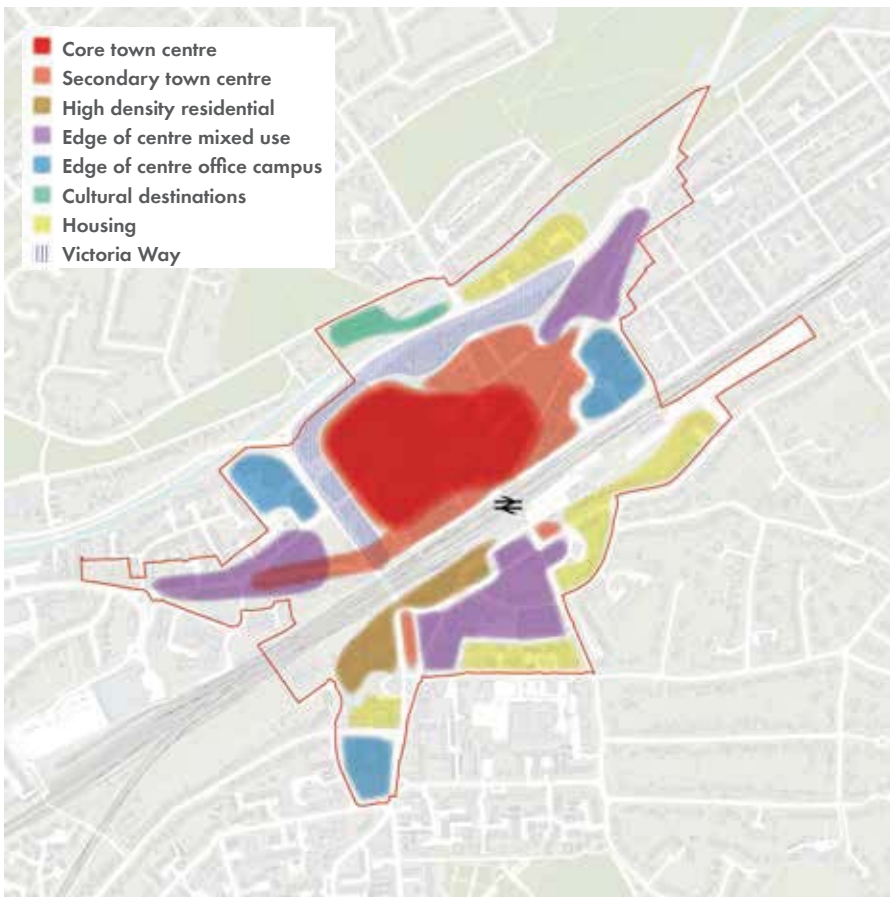 Core town centre
Secondary town centre
High density residential
Edge of centre mixed use
Edge of centre office campus
Cultural destinations
Housing
Victoria Way